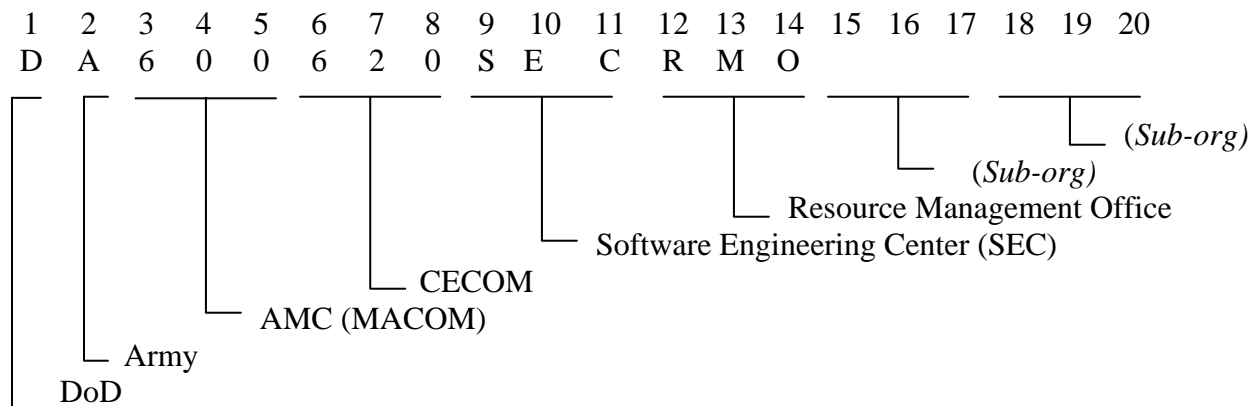 1 2 3 4 5 6 7 8 9 10 11 12 13 14 15 16 17 18 19 20
D A 6 0 0 6 2 0 S E C R M O
(Sub-org)
(Sub-org)
Resource Management Office
Software Engineering Center (SEC)
CECOM
AMC (MACOM)
Army
DoD